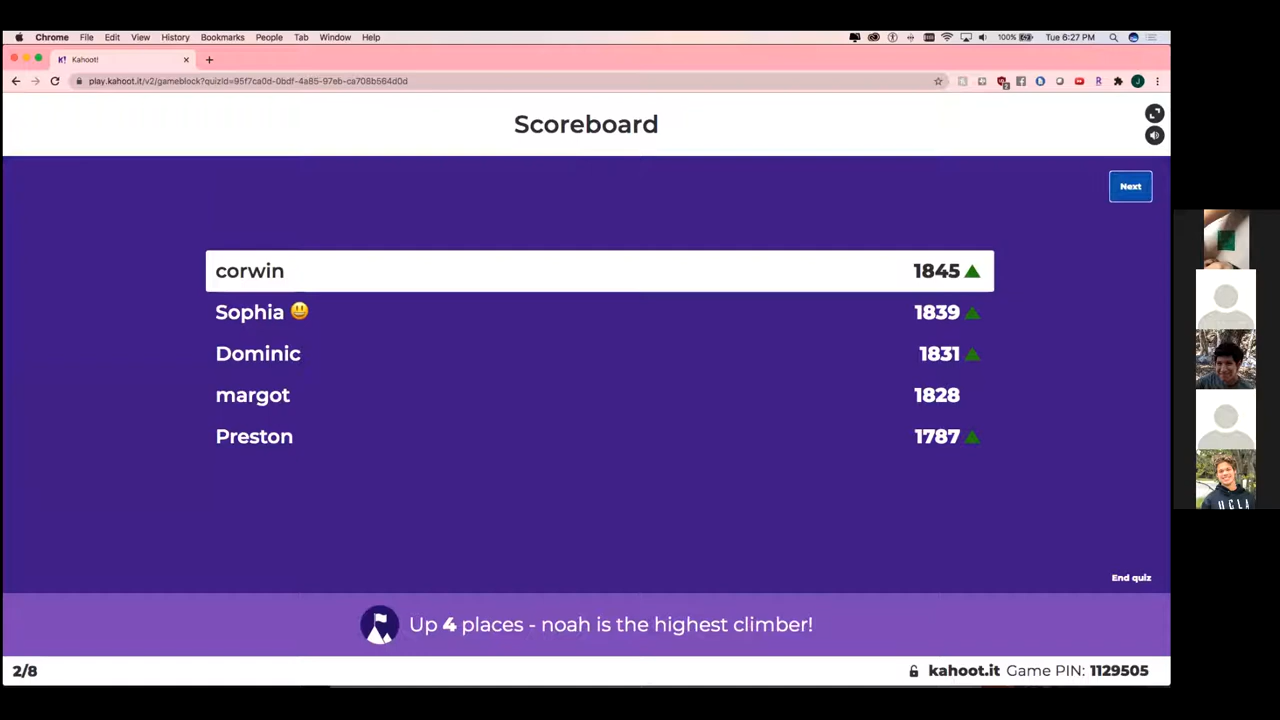 Chrome File Edit View History Bookmarks People Tab Window Help 100% Tue 6:27 PM
K! Kahoot!
play.kahoot.it/v2/gameblock?quizId=95f7ca0d-0bdf-4a85-97eb-ca708b564d0d
Scoreboard
Next
corwin 1845
Sophia 😃 1839
Dominic 1831
margot 1828
Preston 1787
End quiz
Up 4 places - noah is the highest climber!
2/8 kahoot.it Game PIN: 1129505
UCLA